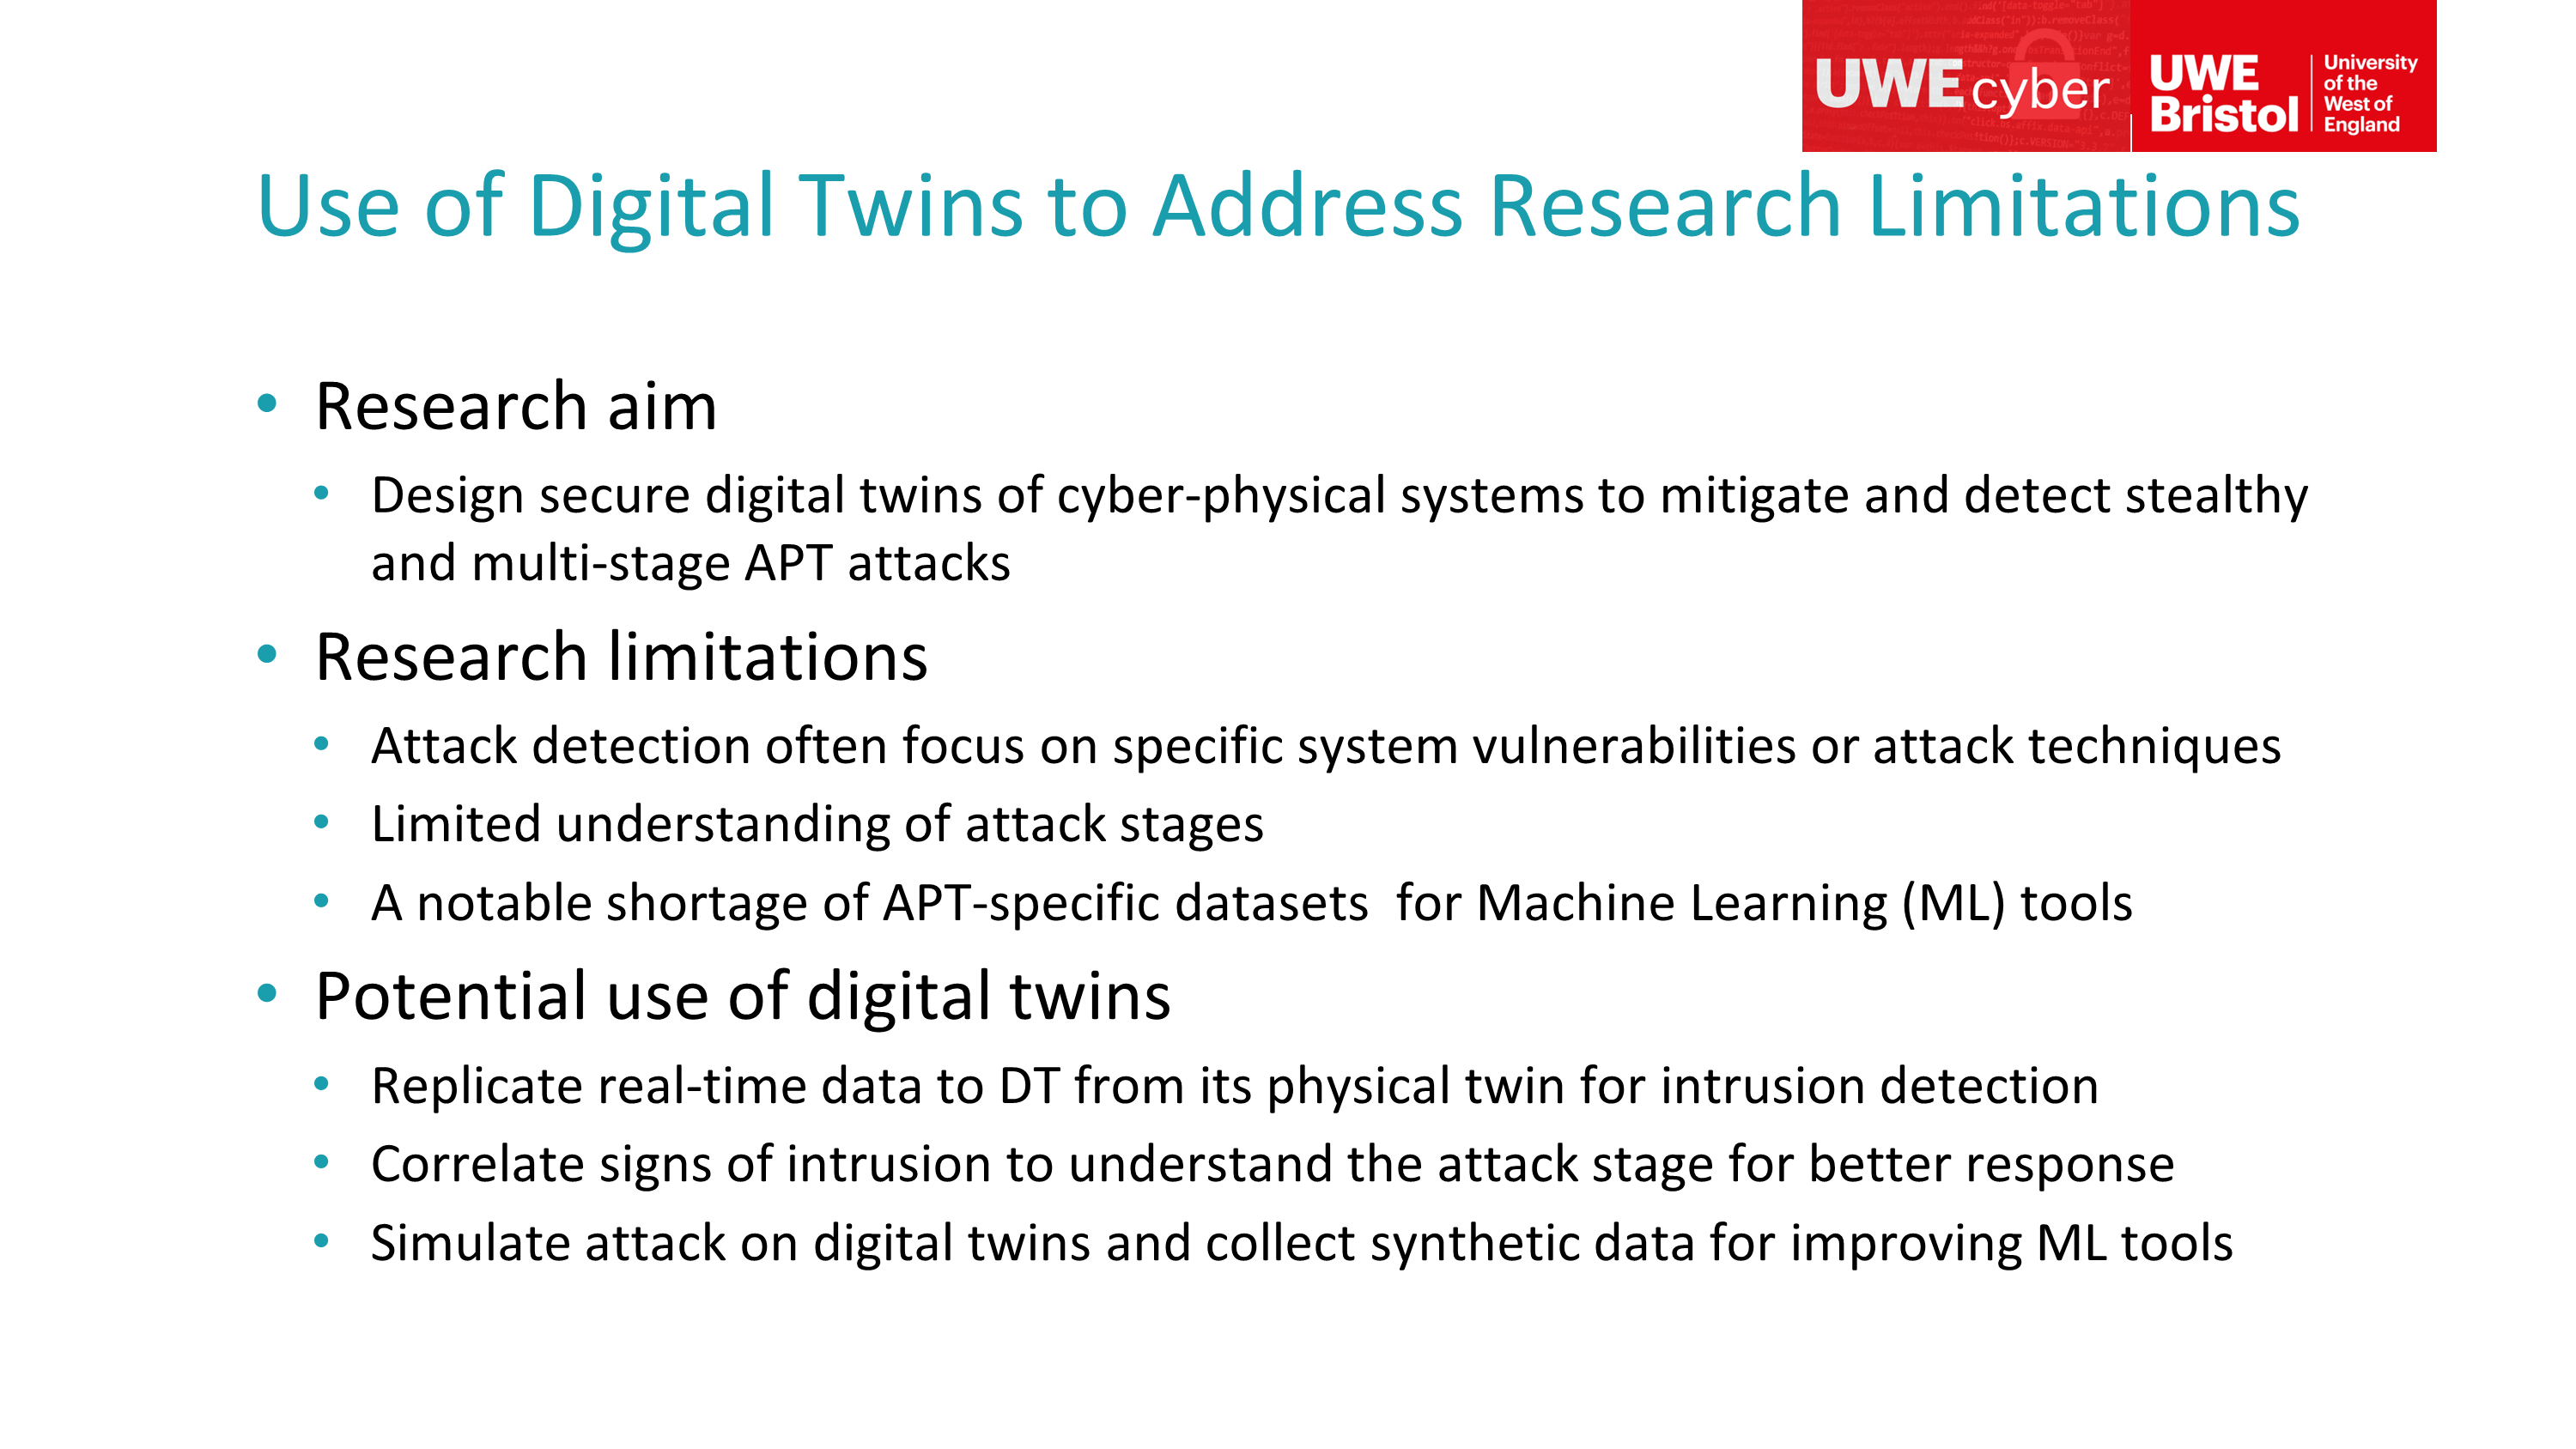 UWE cyber
UWE
Bristol
University
of the
West of
England
Use of Digital Twins to Address Research Limitations
• Research aim
• Design secure digital twins of cyber-physical systems to mitigate and detect stealthy
and multi-stage APT attacks
• Research limitations
• Attack detection often focus on specific system vulnerabilities or attack techniques
• Limited understanding of attack stages
• A notable shortage of APT-specific datasets  for Machine Learning (ML) tools
• Potential use of digital twins
• Replicate real-time data to DT from its physical twin for intrusion detection
• Correlate signs of intrusion to understand the attack stage for better response
• Simulate attack on digital twins and collect synthetic data for improving ML tools